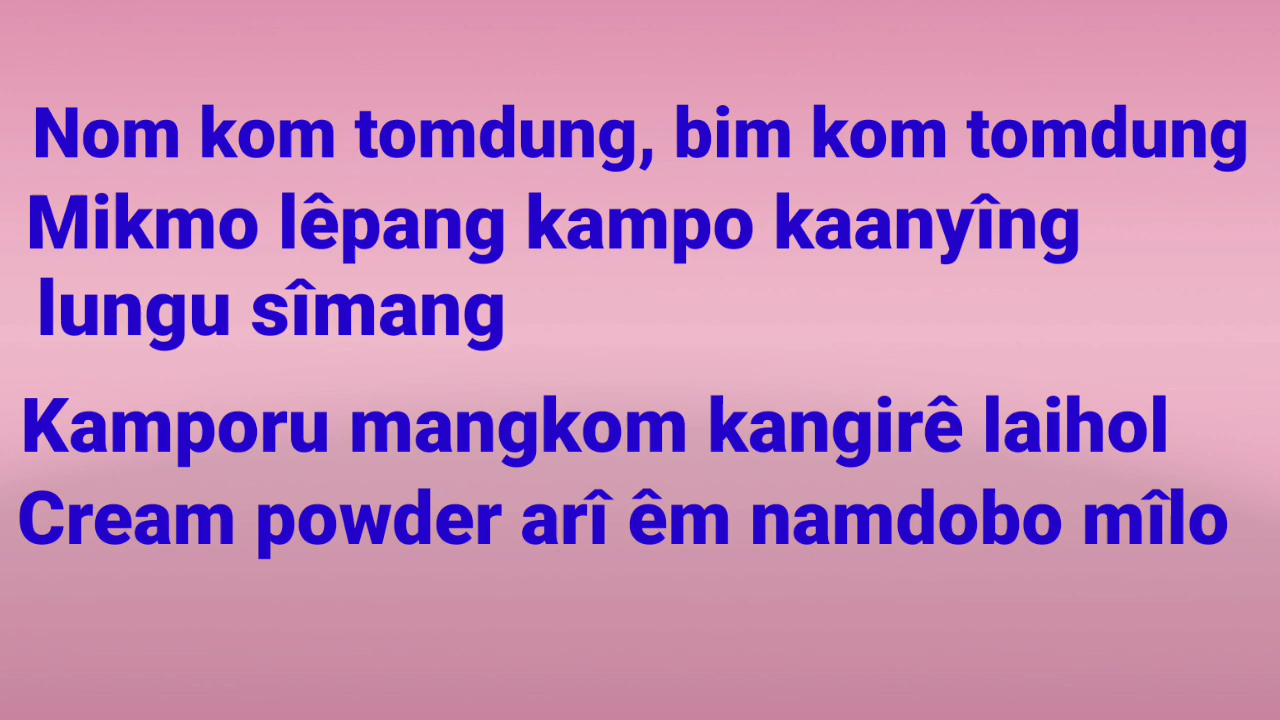 Nom kom tomdung, bim kom tomdung
Mikmo lêpang kampo kaanyîng
lungu sîmang
Kamporu mangkom kangirê laihol
Cream powder arî êm namdobo mîlo